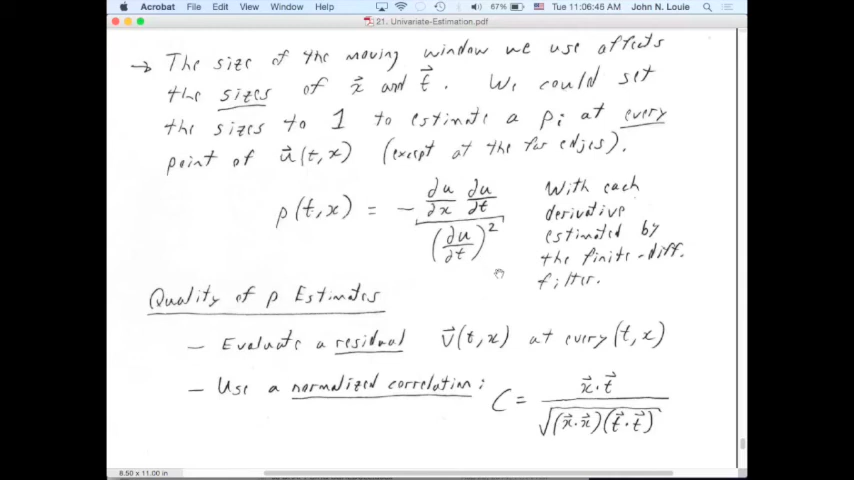 Acrobat File Edit View Window Help 67% Tue 11:06:46 AM John N. Louie
21. Univariate-Estimation.pdf
→ The size of the moving window we use affects
the sizes of x⃗ and t⃗. We could set
the sizes to 1 to estimate a pᵢ at every
point of u⃗(t,x) (except at the far edjes).
p(t,x) = - (∂u/∂x ∂u/∂t) / (∂u/∂t)²
With each
derivative
estimated by
the finite-diff.
filter.
Quality of p Estimates
— Evaluate a residual v⃗(t,x) at every (t,x)
— Use a normalized correlation: C = x⃗·t⃗ / √((x⃗·x⃗)(t⃗·t⃗))
8.50 x 11.00 in